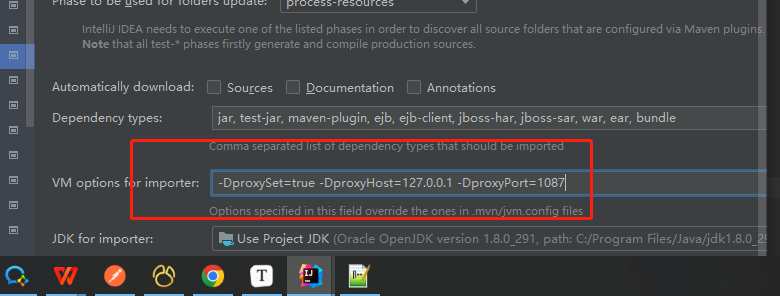 Phase to be used for folders update: process-resources
IntelliJ IDEA needs to execute one of the listed phases in order to discover all source folders that are configured via Maven plugins.
Note that all test-* phases firstly generate and compile production sources.
Automatically download: Sources Documentation Annotations
Dependency types: jar, test-jar, maven-plugin, ejb, ejb-client, jboss-har, jboss-sar, war, ear, bundle
Comma separated list of dependency types that should be imported
VM options for importer: -DproxySet=true -DproxyHost=127.0.0.1 -DproxyPort=1087
Options specified in this field override the ones in .mvn/jvm.config files
JDK for importer: Use Project JDK (Oracle OpenJDK version 1.8.0_291, path: C:/Program Files/Java/jdk1.8.0_29
T
IJ